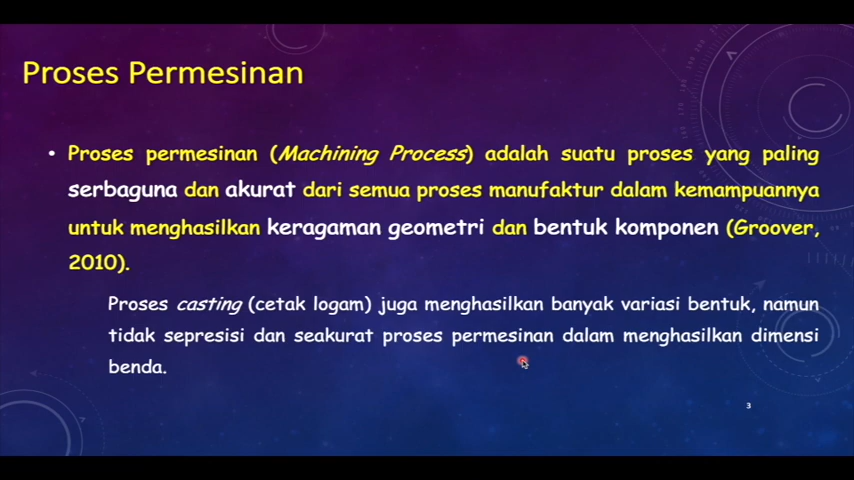 Proses Permesinan
• Proses permesinan (Machining Process) adalah suatu proses yang paling
serbaguna dan akurat dari semua proses manufaktur dalam kemampuannya
untuk menghasilkan keragaman geometri dan bentuk komponen (Groover,
2010).
Proses casting (cetak logam) juga menghasilkan banyak variasi bentuk, namun
tidak sepresisi dan seakurat proses permesinan dalam menghasilkan dimensi
benda.
3